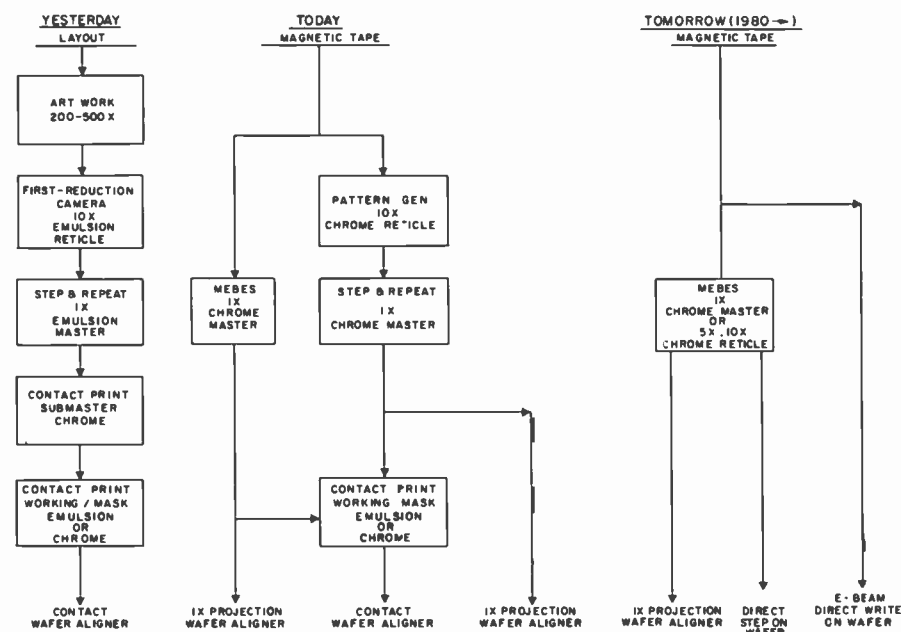 YESTERDAY
LAYOUT
ART WORK
200-500X
FIRST-REDUCTION
CAMERA
10X
EMULSION
RETICLE
STEP & REPEAT
1X
EMULSION
MASTER
CONTACT PRINT
SUBMASTER
CHROME
CONTACT PRINT
WORKING / MASK
EMULSION
OR
CHROME
CONTACT
WAFER ALIGNER
TODAY
MAGNETIC TAPE
PATTERN GEN
10X
CHROME RETICLE
MEBES
1X
CHROME
MASTER
STEP & REPEAT
1X
CHROME MASTER
CONTACT PRINT
WORKING MASK
EMULSION
OR
CHROME
1X PROJECTION
WAFER ALIGNER
CONTACT
WAFER ALIGNER
1X PROJECTION
WAFER ALIGNER
TOMORROW (1980 →)
MAGNETIC TAPE
MEBES
1X
CHROME MASTER
OR
5X, 10X
CHROME RETICLE
1X PROJECTION
WAFER ALIGNER
DIRECT
STEP ON
WAFER
E-BEAM
DIRECT WRITE
ON WAFER